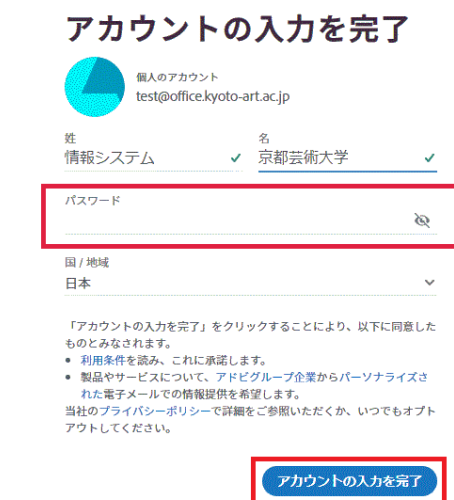 アカウントの入力を完了
個人のアカウント
test@office.kyoto-art.ac.jp
姓 名
情報システム 京都芸術大学
パスワード
国 / 地域
日本
「アカウントの入力を完了」をクリックすることにより、以下に同意した
ものとみなされます。
• 利用条件を読み、これに承諾します。
• 製品やサービスについて、アドビグループ企業からパーソナライズさ
れた電子メールでの情報提供を希望します。
当社のプライバシーポリシーで詳細をご参照いただくか、いつでもオプト
アウトしてください。
アカウントの入力を完了